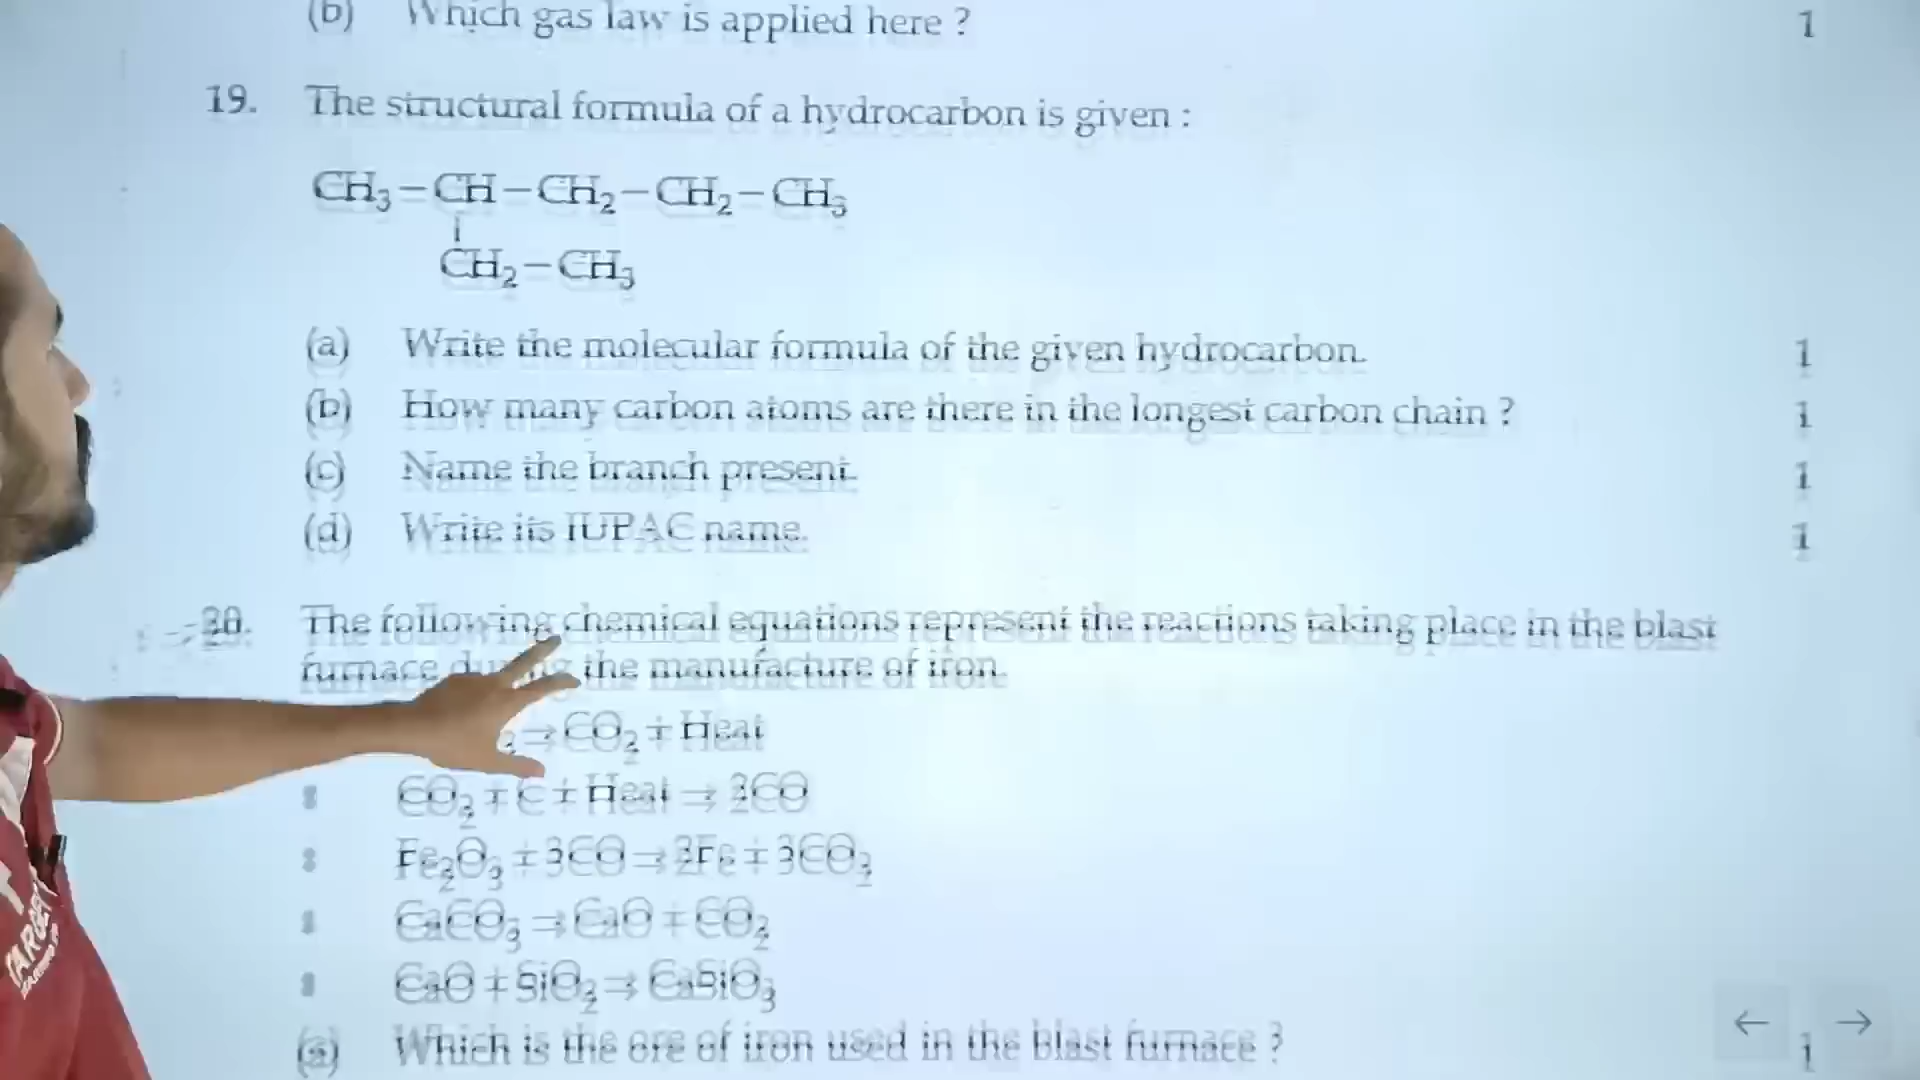 (b) Which gas law is applied here ? 1
19. The structural formula of a hydrocarbon is given :
CH₃ – CH – CH₂ – CH₂ – CH₃
|
CH₂ – CH₃
(a) Write the molecular formula of the given hydrocarbon. 1
(b) How many carbon atoms are there in the longest carbon chain ? 1
(c) Name the branch present. 1
(d) Write its IUPAC name. 1
20. The following chemical equations represent the reactions taking place in the blast
furnace during the manufacture of iron.
₂ → CO₂ + Heat
CO₂ + C + Heat → 2CO
Fe₂O₃ + 3CO → 2Fe + 3CO₂
CaCO₃ → CaO + CO₂
CaO + SiO₂ → CaSiO₃
(a) Which is the ore of iron used in the blast furnace ? 1
← →
TARGET